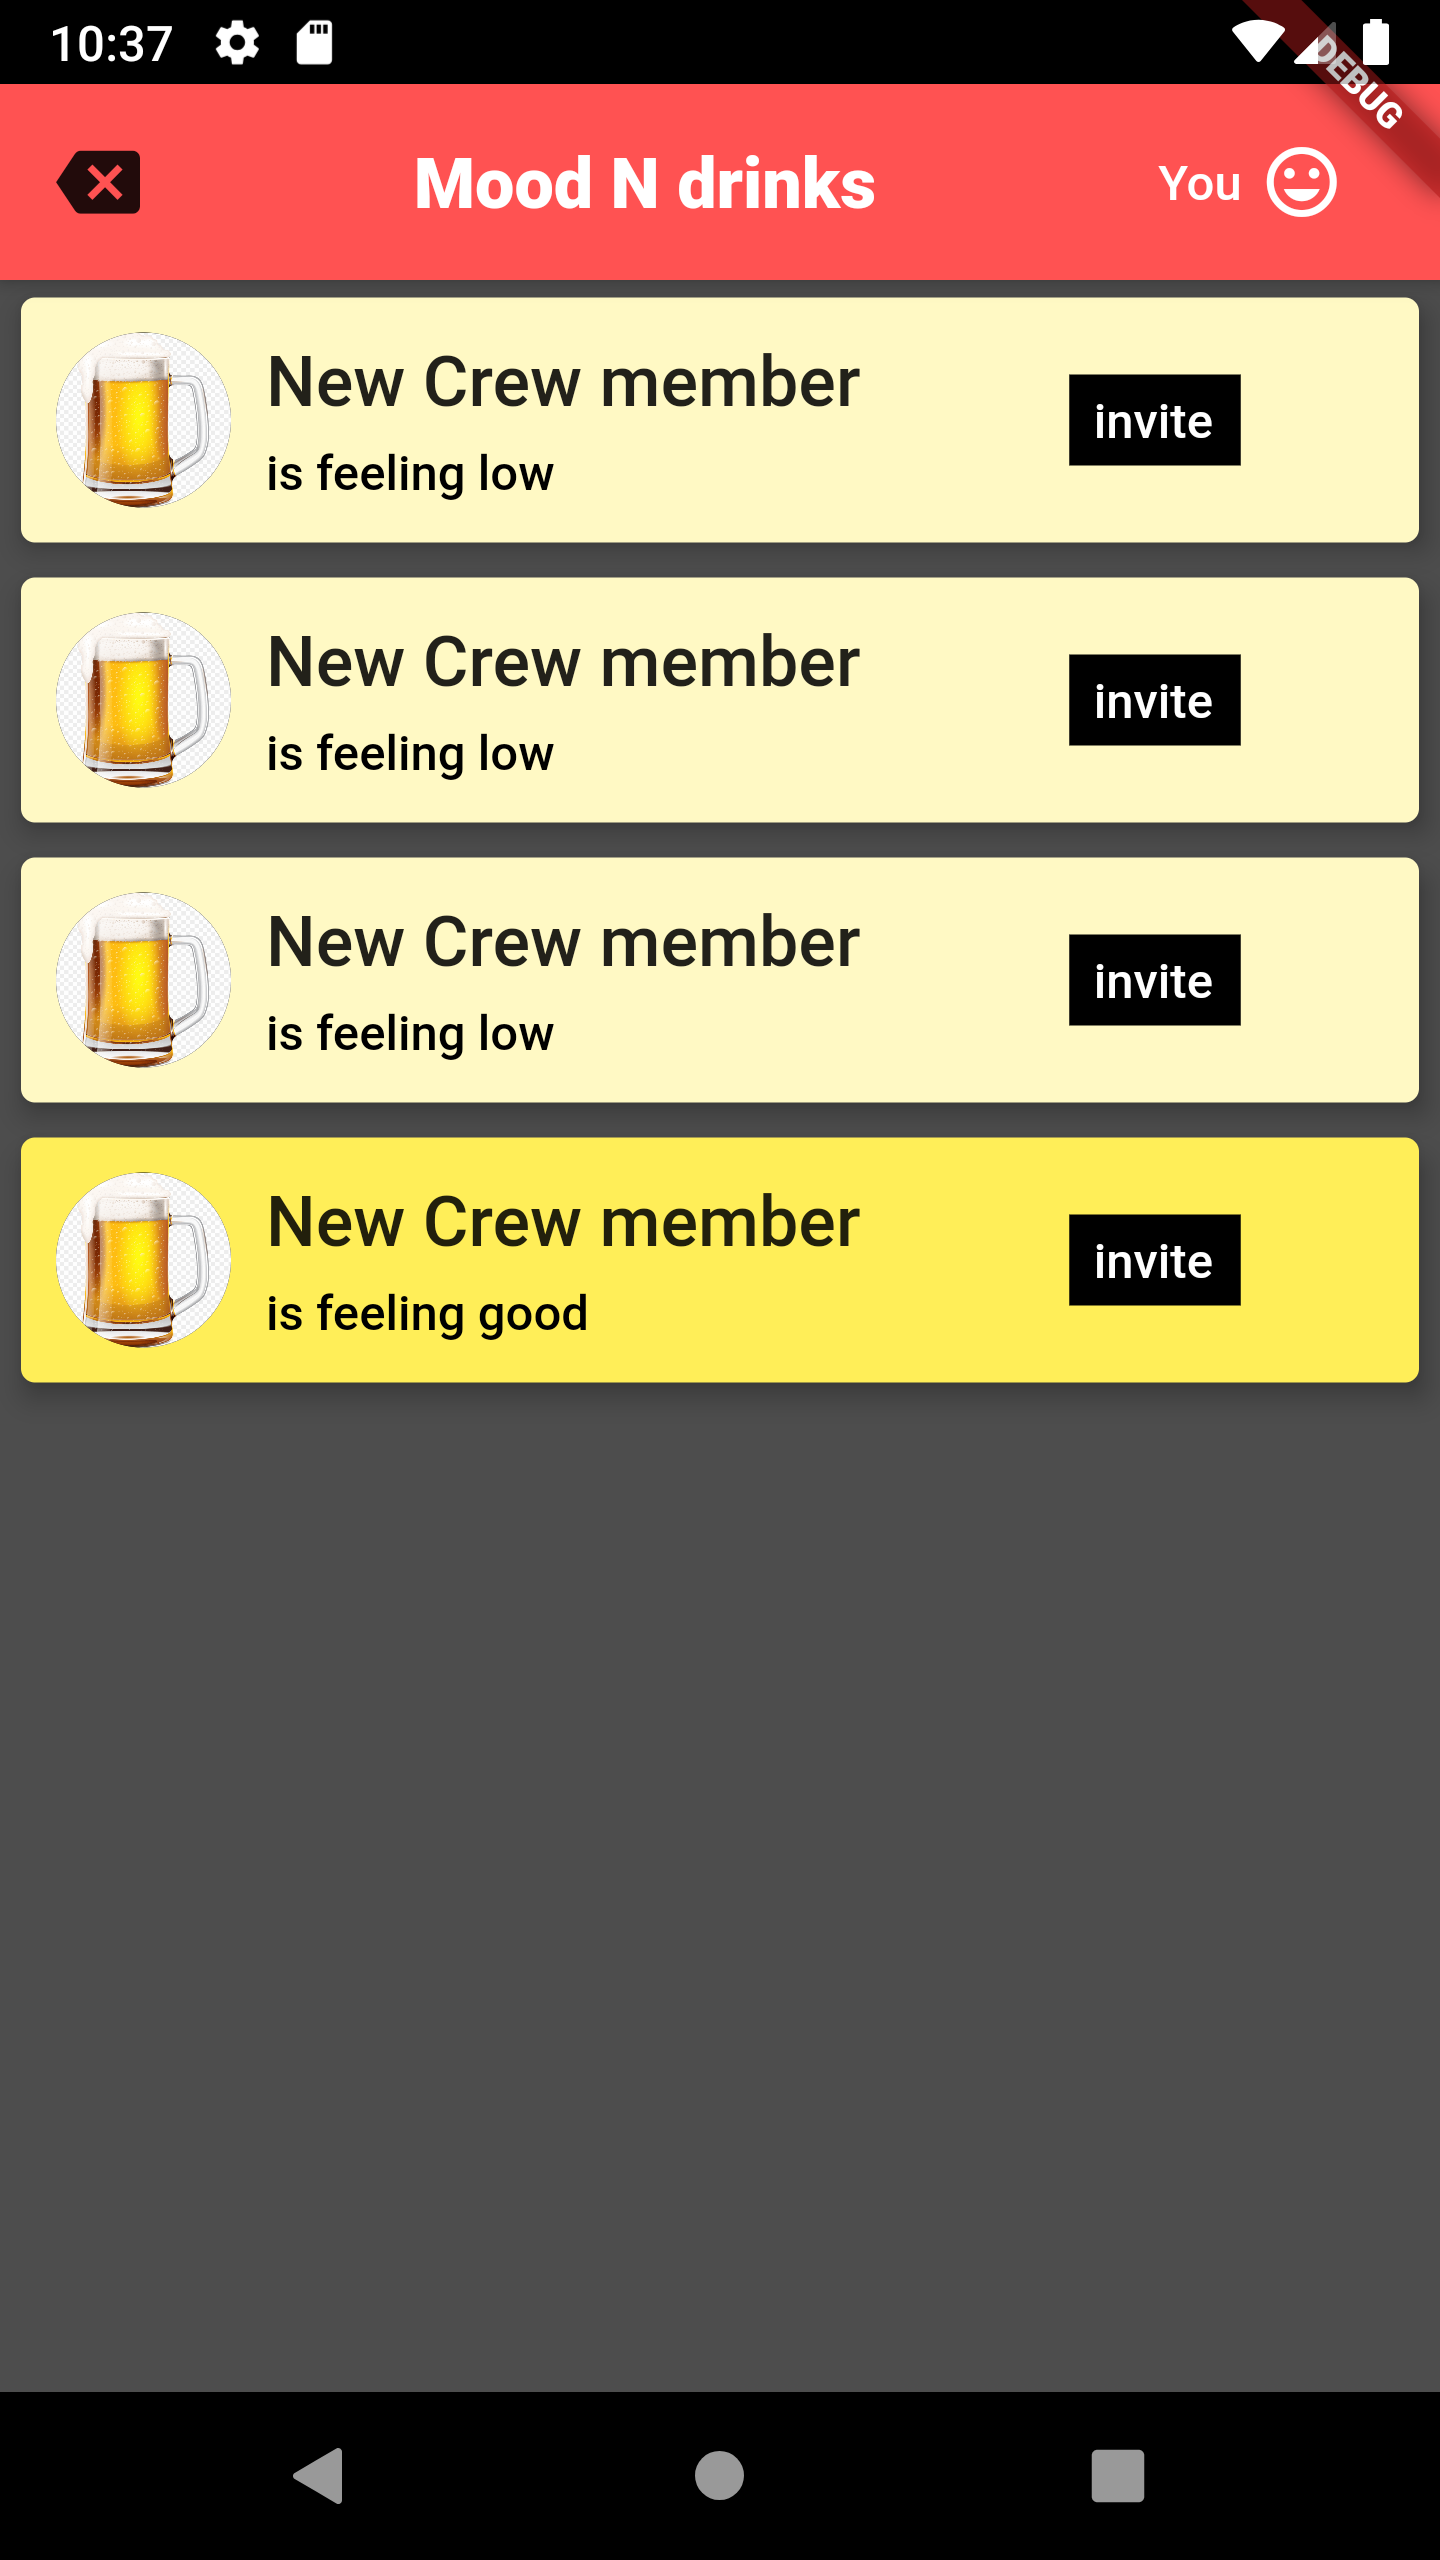 10:37
DEBUG
Mood N drinks
You
New Crew member
is feeling low
invite
New Crew member
is feeling low
invite
New Crew member
is feeling low
invite
New Crew member
is feeling good
invite